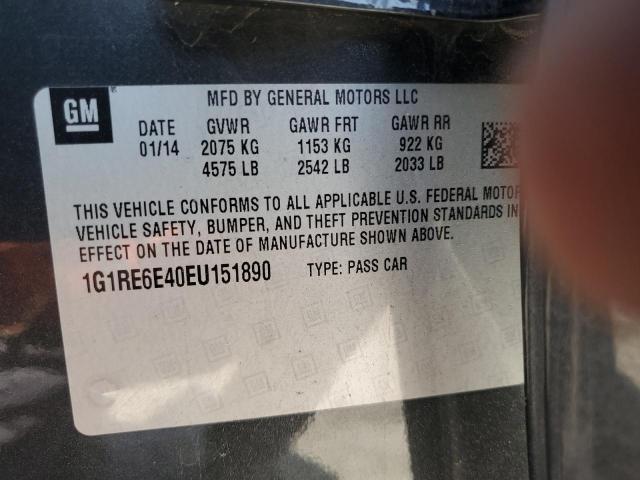 GM
MFD BY GENERAL MOTORS LLC
DATE GVWR GAWR FRT GAWR RR
01/14 2075 KG 1153 KG 922 KG
4575 LB 2542 LB 2033 LB
THIS VEHICLE CONFORMS TO ALL APPLICABLE U.S. FEDERAL MOTOR
VEHICLE SAFETY, BUMPER, AND THEFT PREVENTION STANDARDS IN
EFFECT ON THE DATE OF MANUFACTURE SHOWN ABOVE.
1G1RE6E40EU151890 TYPE: PASS CAR